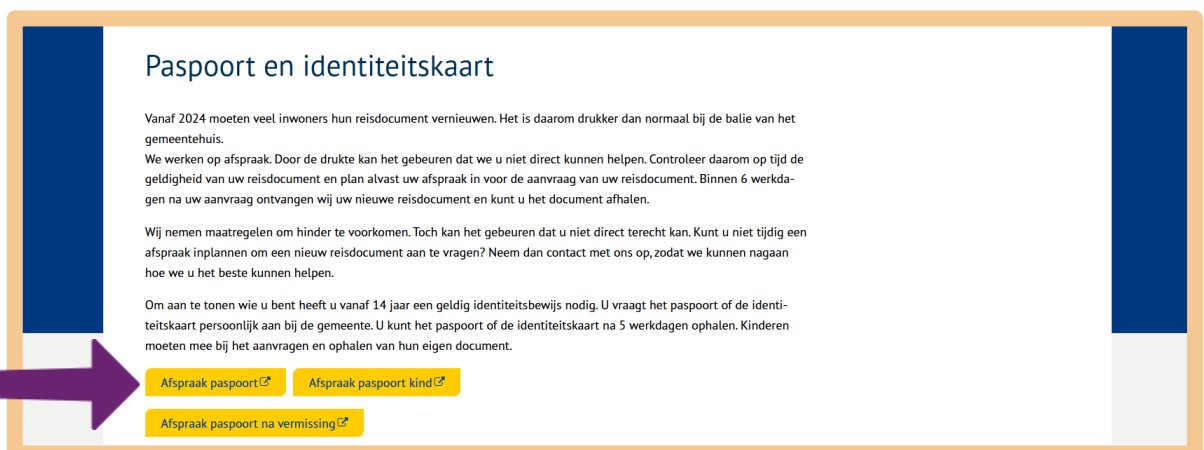 Paspoort en identiteitskaart
Vanaf 2024 moeten veel inwoners hun reisdocument vernieuwen. Het is daarom drukker dan normaal bij de balie van het
gemeentehuis.
We werken op afspraak. Door de drukte kan het gebeuren dat we u niet direct kunnen helpen. Controleer daarom op tijd de
geldigheid van uw reisdocument en plan alvast uw afspraak in voor de aanvraag van uw reisdocument. Binnen 6 werkda-
gen na uw aanvraag ontvangen wij uw nieuwe reisdocument en kunt u het document afhalen.
Wij nemen maatregelen om hinder te voorkomen. Toch kan het gebeuren dat u niet direct terecht kan. Kunt u niet tijdig een
afspraak inplannen om een nieuw reisdocument aan te vragen? Neem dan contact met ons op, zodat we kunnen nagaan
hoe we u het beste kunnen helpen.
Om aan te tonen wie u bent heeft u vanaf 14 jaar een geldig identiteitsbewijs nodig. U vraagt het paspoort of de identi-
teitskaart persoonlijk aan bij de gemeente. U kunt het paspoort of de identiteitskaart na 5 werkdagen ophalen. Kinderen
moeten mee bij het aanvragen en ophalen van hun eigen document.
Afspraak paspoort Afspraak paspoort kind
Afspraak paspoort na vermissing